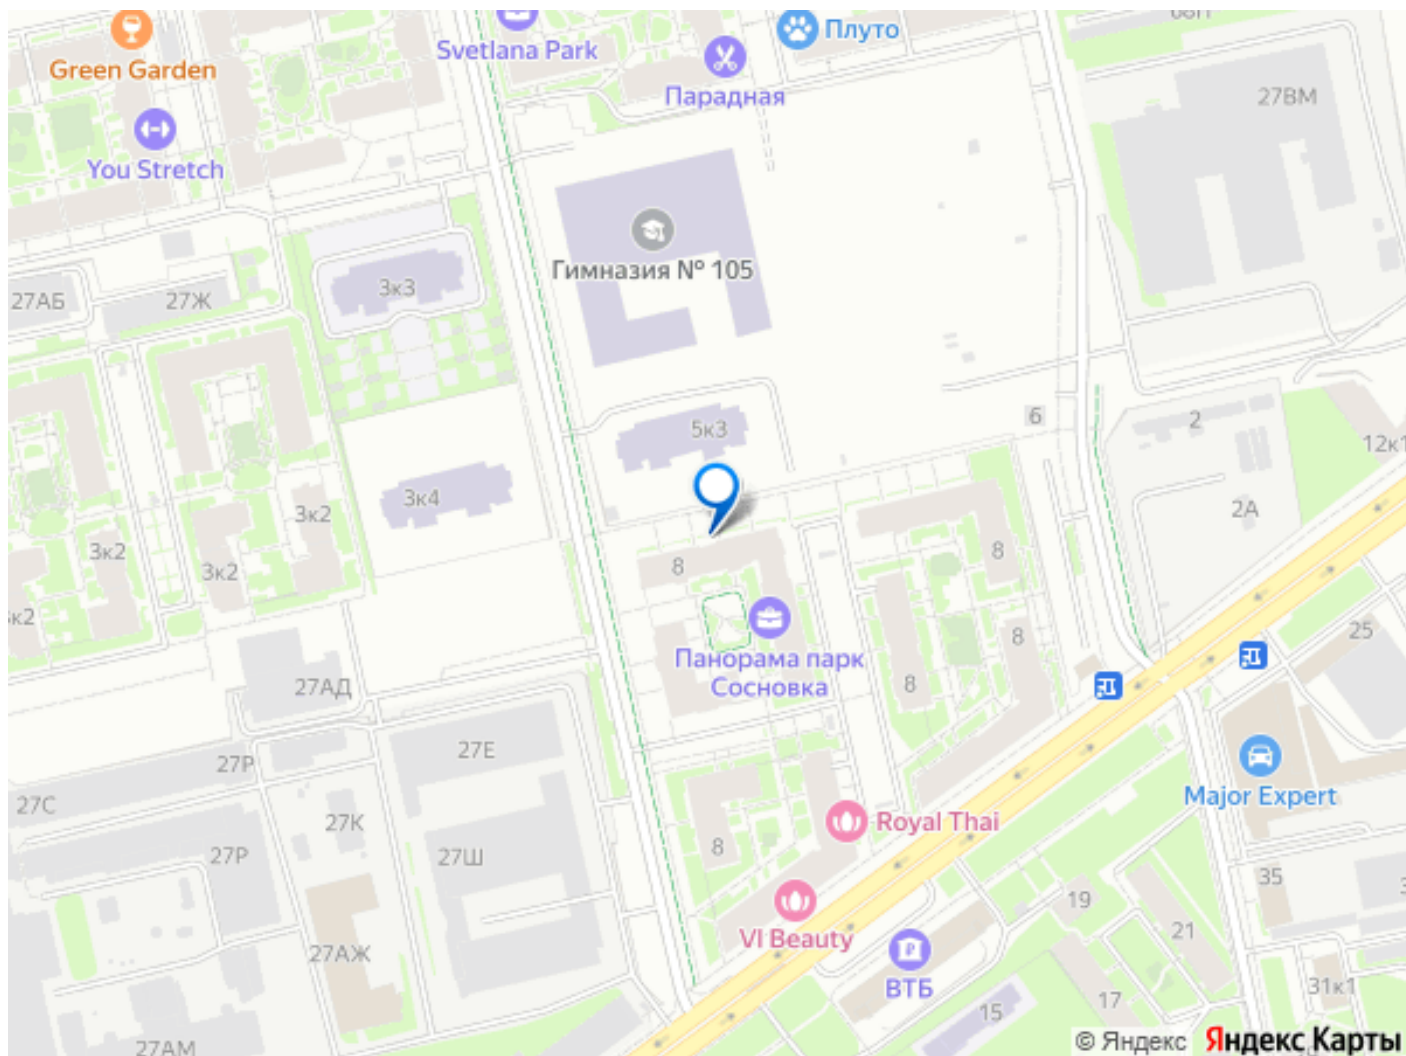 Svetlana Park
Плуто
Green Garden
Парадная
27ВМ
You Stretch
Гимназия № 105
3к3
27АБ
27Ж
5к3
6
2
12к1
3к4
3к2
2А
3к2
3к2
8
8
к2
25
8
Панорама парк
Сосновка
27АД
8
27Е
27Р
Major Expert
27С
27К
Royal Thai
8
27Р
27Ш
35
19
VI Beauty
21
27АЖ
ВТБ
31к1
17
15
27АМ
© Яндекс Яндекс Карты